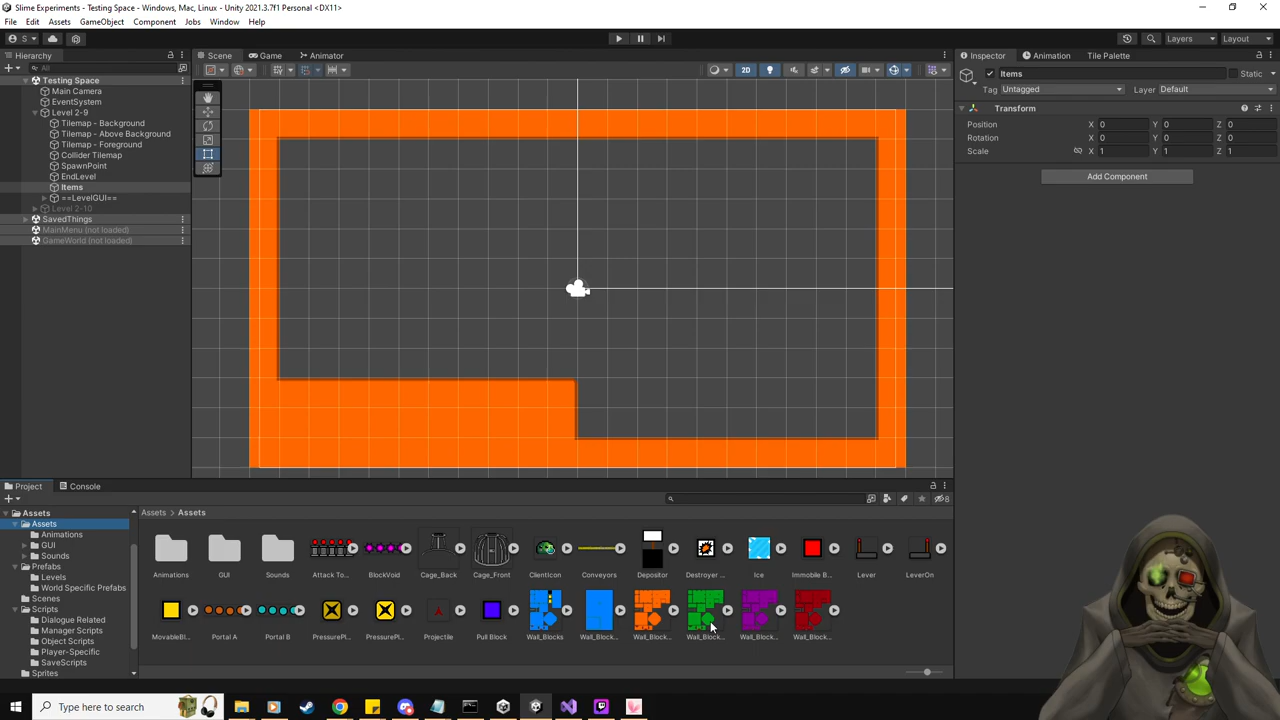 Slime Experiments - Testing Space - Windows, Mac, Linux - Unity 2021.3.7f1 Personal <DX11>
File Edit Assets GameObject Component Jobs Window Help
S
Layers Layout
Hierarchy
Scene Game Animator
Inspector Animation Tile Palette
All
2D
Items Static
Tag Untagged Layer Default
Transform
Position X 0 Y 0 Z 0
Rotation X 0 Y 0 Z 0
Scale X 1 Y 1 Z 1
Add Component
Testing Space
Main Camera
EventSystem
Level 2-9
Tilemap - Background
Tilemap - Above Background
Tilemap - Foreground
Collider Tilemap
SpawnPoint
EndLevel
Items
==LevelGUI==
Level 2-10
SavedThings
MainMenu (not loaded)
GameWorld (not loaded)
Project Console
8
Assets
Assets
Animations
GUI
Sounds
Prefabs
Levels
World Specific Prefabs
Scenes
Scripts
Dialogue Related
Manager Scripts
Object Scripts
Player-Specific
SaveScripts
Sprites
Assets > Assets
Animations GUI Sounds Attack To... BlockVoid Cage_Back Cage_Front ClientIcon Conveyors Depositor Destroyer ... Ice Immobile B... Lever LeverOn
MovableBl... Portal A Portal B PressurePl... PressurePl... Projectile Pull Block Wall_Blocks Wall_Block... Wall_Bloc... Wall_Block... Wall_Block... Wall_Block...
Type here to search